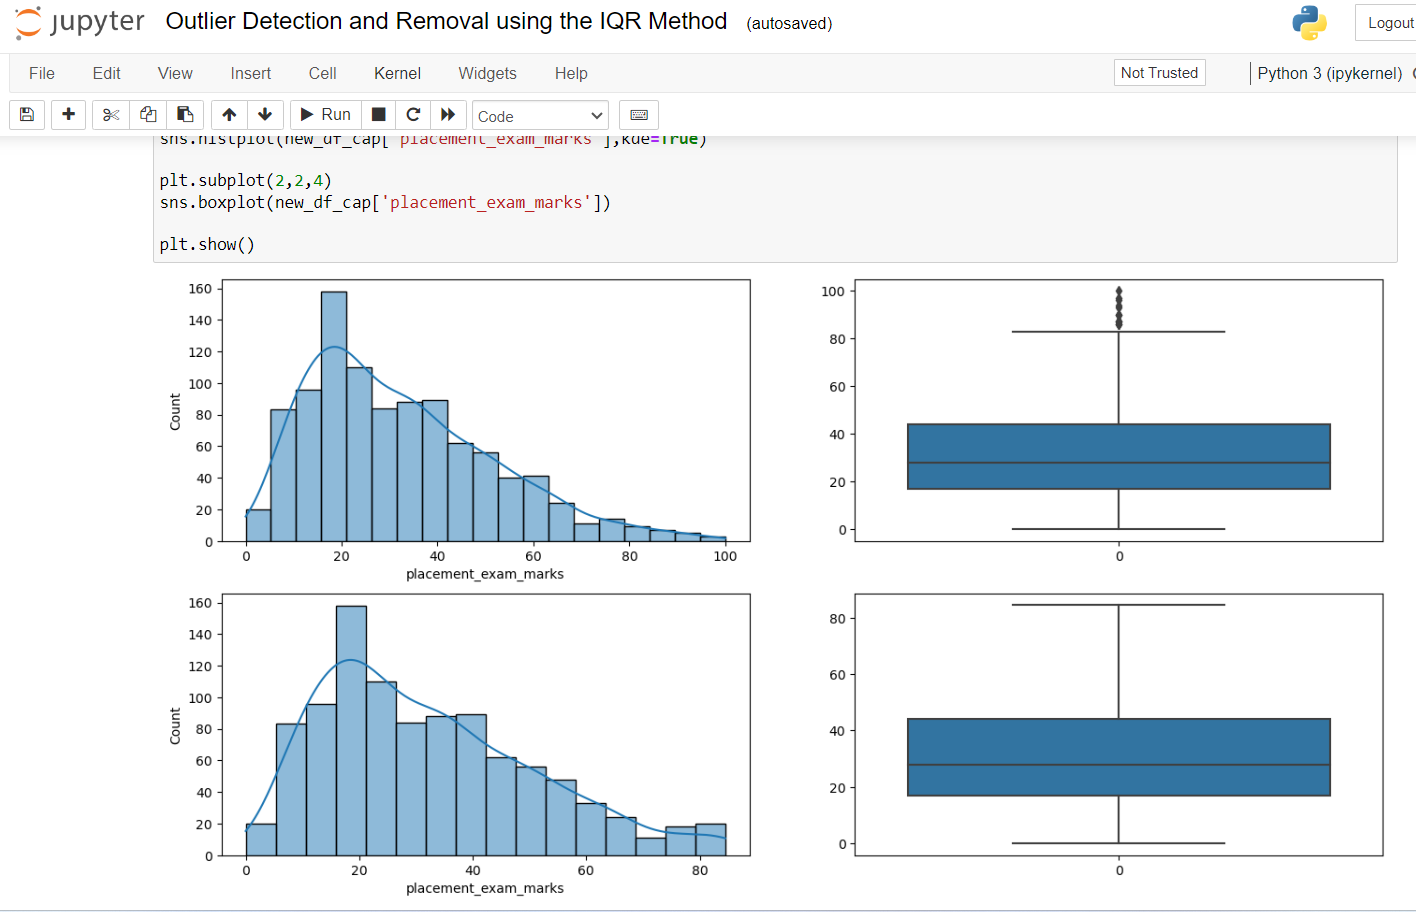 jupyter Outlier Detection and Removal using the IQR Method (autosaved)
Logout
File Edit View Insert Cell Kernel Widgets Help
Not Trusted
Python 3 (ipykernel)
Run
Code
sns.histplot(new_df_cap['placement_exam_marks'],kde=True)
plt.subplot(2,2,4)
sns.boxplot(new_df_cap['placement_exam_marks'])
plt.show()
160
140
120
100
80
60
40
20
0
Count
0 20 40 60 80 100
placement_exam_marks
100
80
60
40
20
0
0
160
140
120
100
80
60
40
20
0
Count
0 20 40 60 80
placement_exam_marks
80
60
40
20
0
0